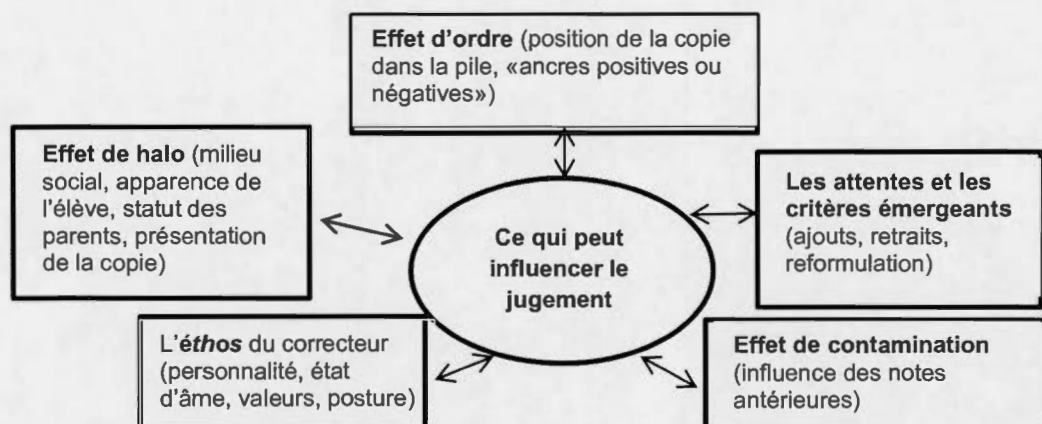 Effet d'ordre (position de la copie
dans la pile, «ancres positives ou
négatives»)
Effet de halo (milieu
social, apparence de
l'élève, statut des
parents, présentation
de la copie)
Les attentes et les
critères émergeants
(ajouts, retraits,
reformulation)
Ce qui peut
influencer le
jugement
L'éthos du correcteur
(personnalité, état
d'âme, valeurs, posture)
Effet de contamination
(influence des notes
antérieures)